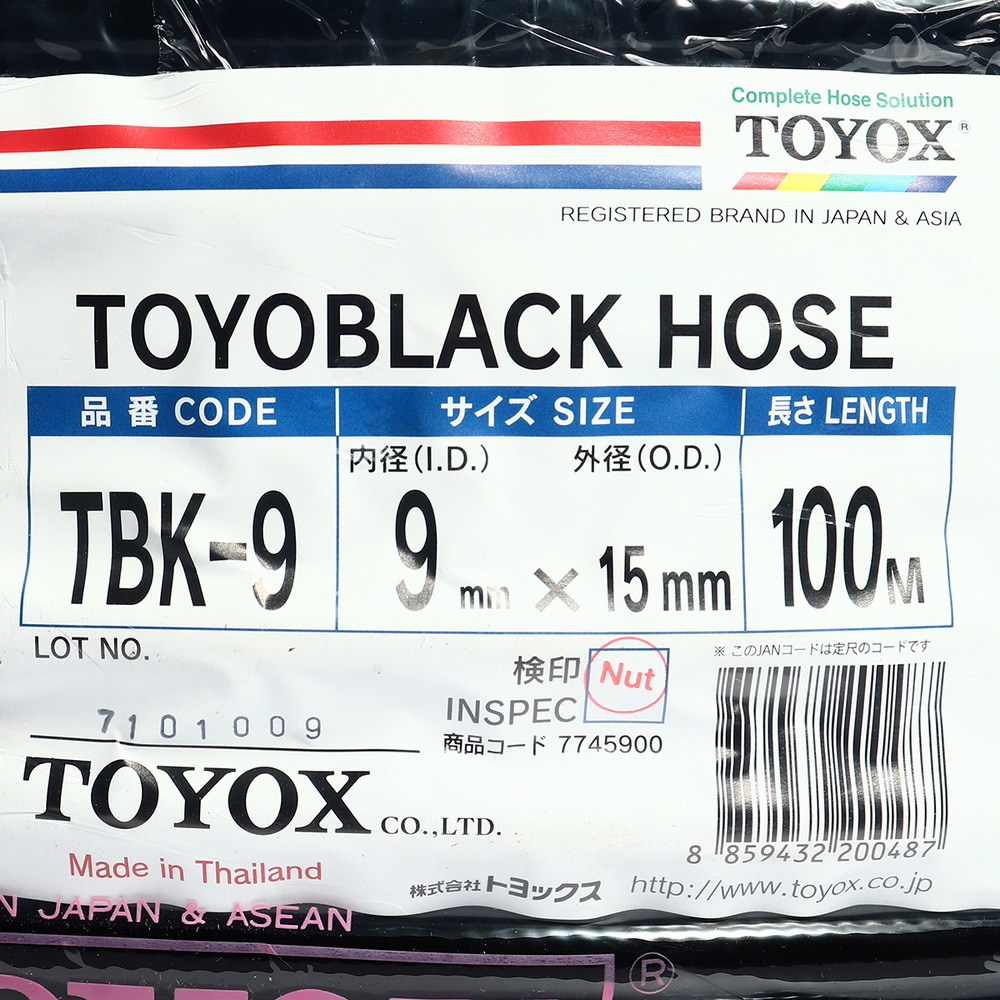 Complete Hose Solution
TOYOX®
REGISTERED BRAND IN JAPAN & ASIA
TOYOBLACK HOSE
品番 CODE サイズ SIZE 長さ LENGTH
内径(I.D.) 外径(O.D.)
TBK-9 9mm × 15mm 100M
LOT NO.
7101009
検印 Nut
INSPEC
商品コード 7745900
※ このJANコードは定尺のコードです
8 859432 200487
TOYOX CO.,LTD.
Made in Thailand
株式会社トヨックス http://www.toyox.co.jp
N JAPAN & ASEAN
®